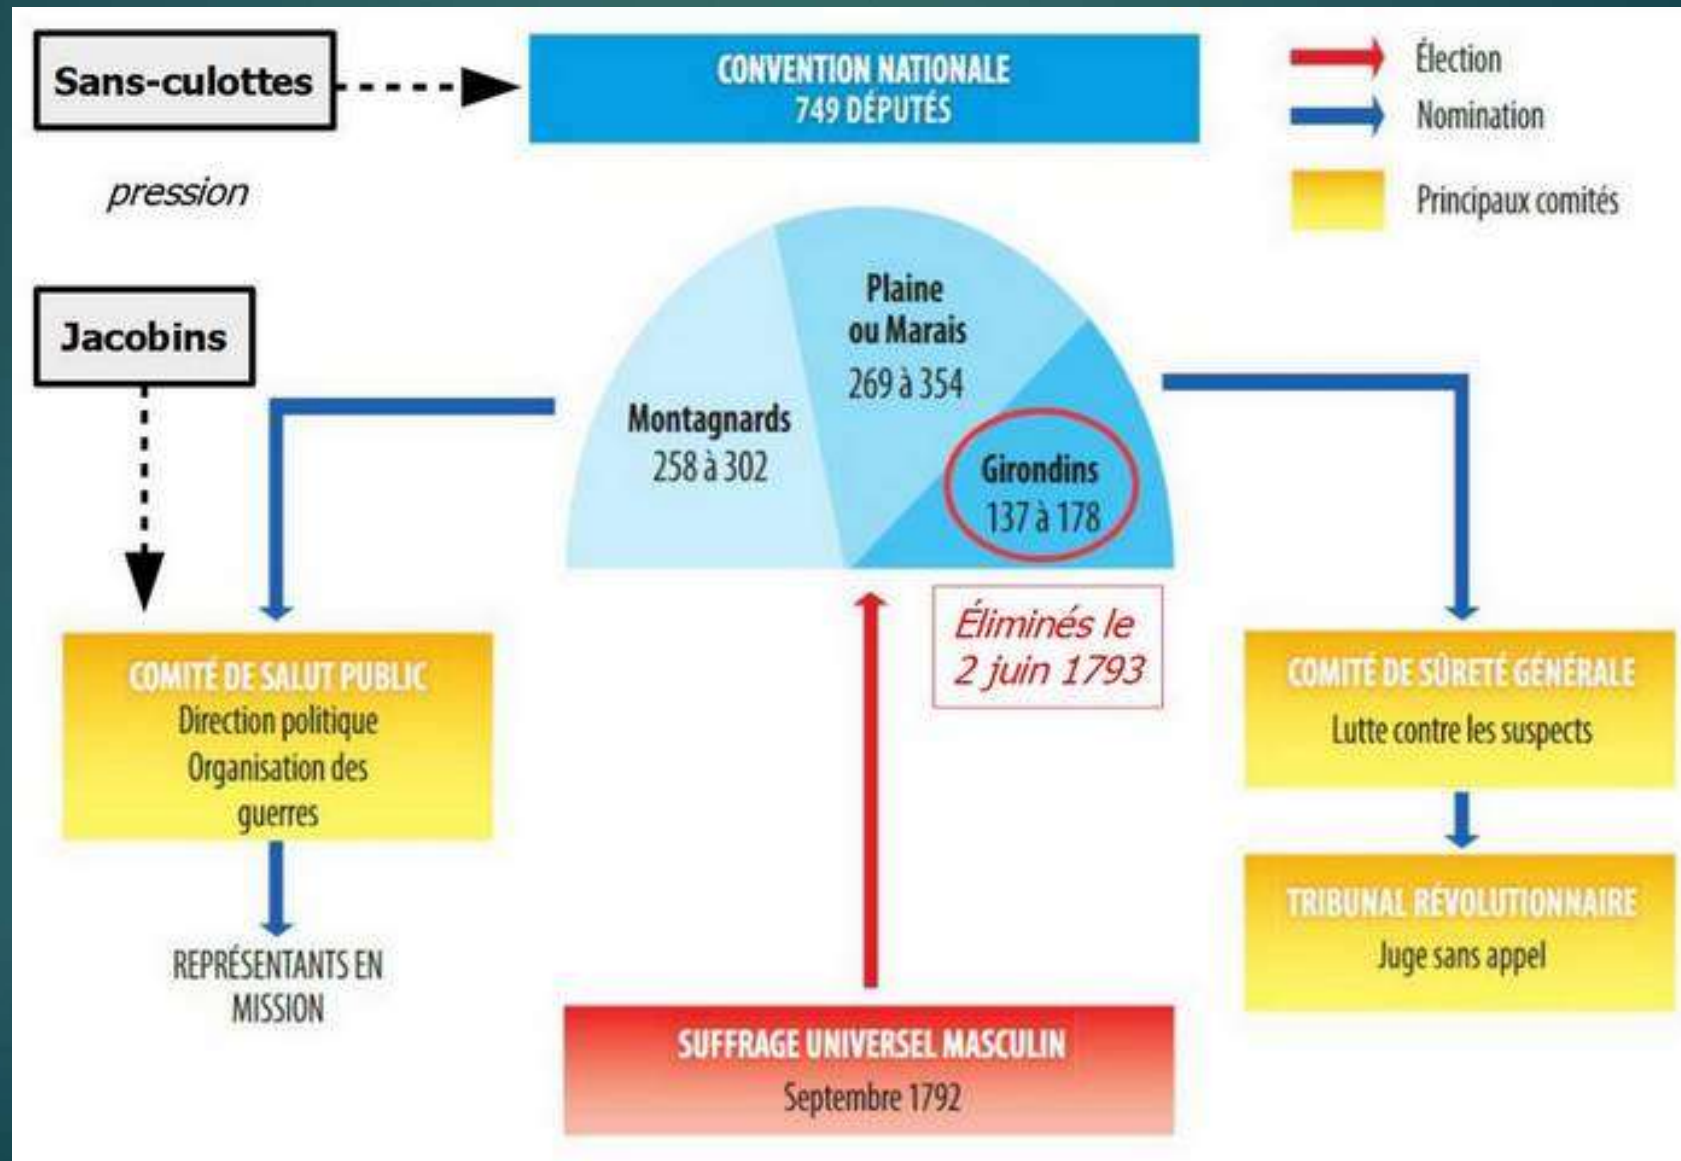 Sans-culottes
CONVENTION NATIONALE
749 DÉPUTÉS
Élection
Nomination
Principaux comités
pression
Jacobins
Plaine
ou Marais
269 à 354
Montagnards
258 à 302
Girondins
137 à 178
Éliminés le
2 juin 1793
COMITÉ DE SALUT PUBLIC
Direction politique
Organisation des
guerres
COMITÉ DE SÛRETÉ GÉNÉRALE
Lutte contre les suspects
TRIBUNAL RÉVOLUTIONNAIRE
Juge sans appel
REPRÉSENTANTS EN
MISSION
SUFFRAGE UNIVERSEL MASCULIN
Septembre 1792